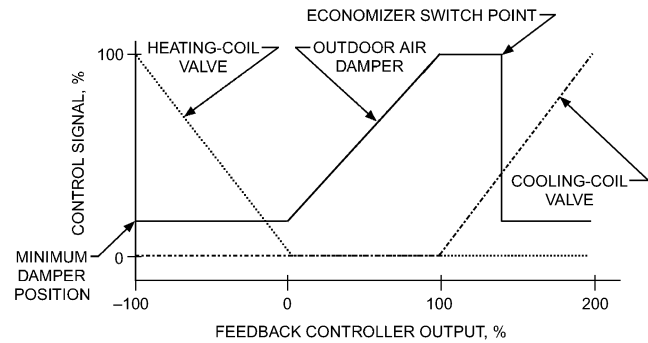 ECONOMIZER SWITCH POINT
HEATING-COIL
VALVE
OUTDOOR AIR
DAMPER
100
CONTROL SIGNAL, %
COOLING-COIL
VALVE
MINIMUM
DAMPER
POSITION
0
–100
0
100
200
FEEDBACK CONTROLLER OUTPUT, %